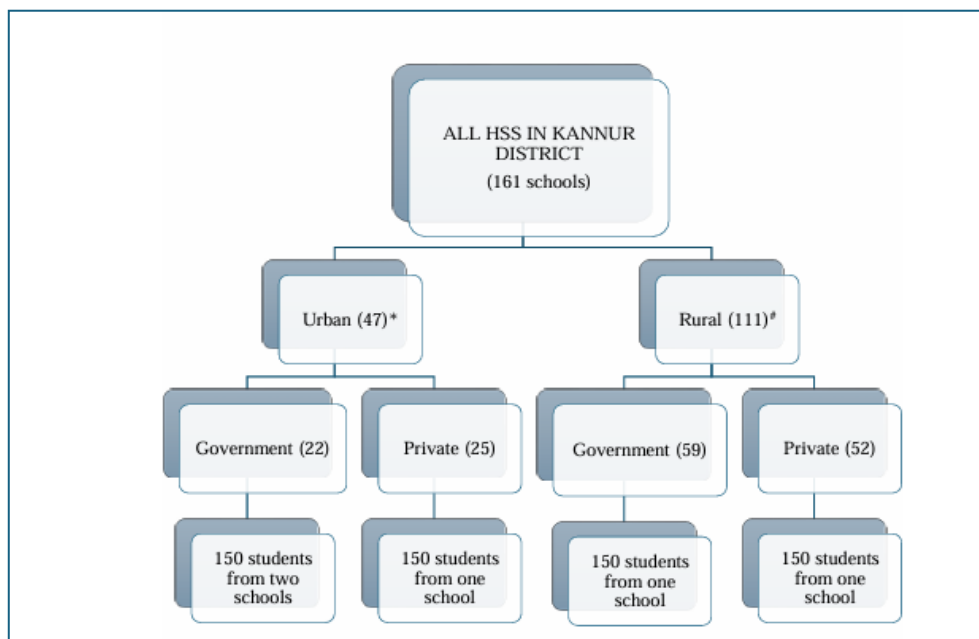 ALL HSS IN KANNUR
DISTRICT
(161 schools)
Urban (47)*
Rural (111)#
Government (22)
Private (25)
Government (59)
Private (52)
150 students
from two
schools
150 students
from one
school
150 students
from one
school
150 students
from one
school